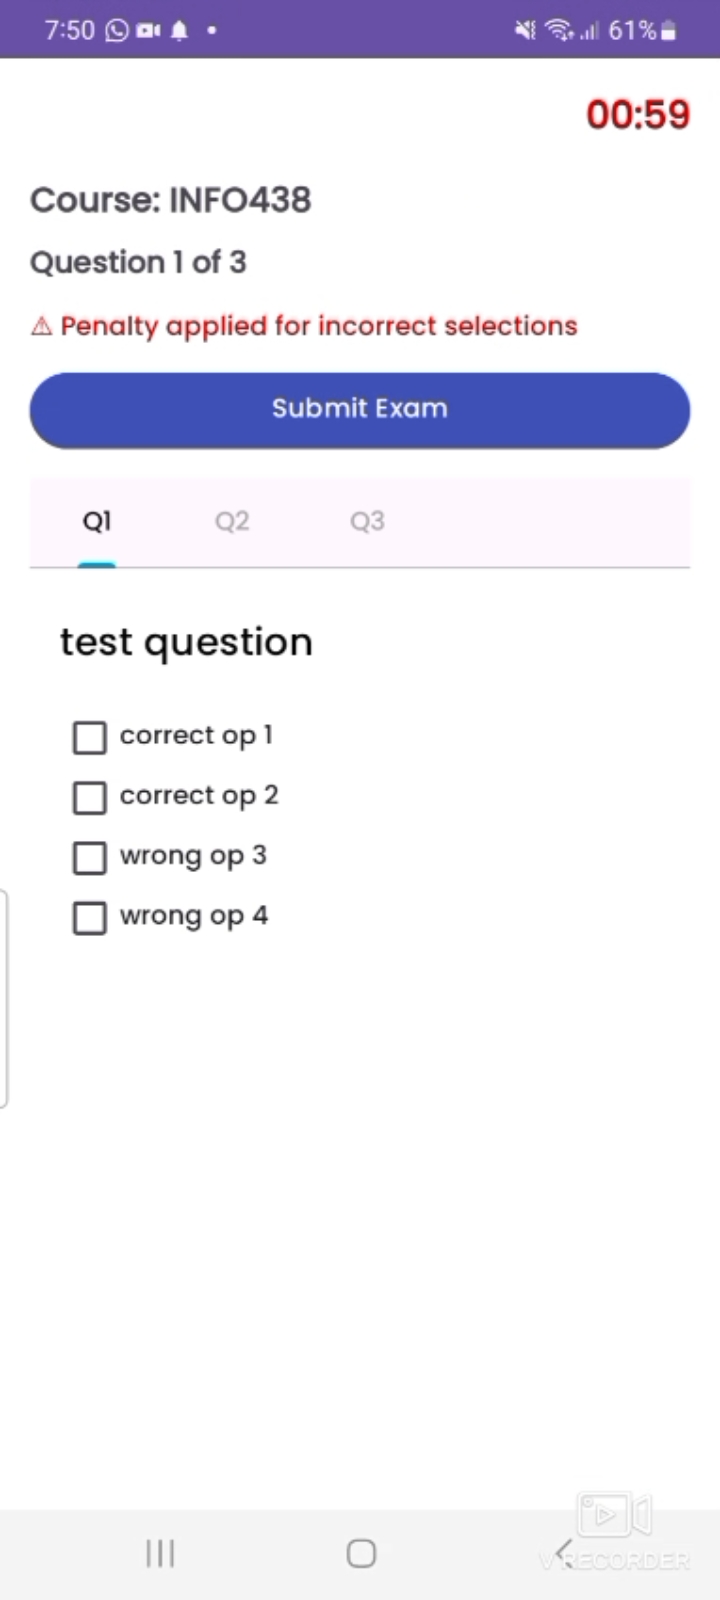 7:50 61%
00:59
Course: INFO438
Question 1 of 3
⚠ Penalty applied for incorrect selections
Submit Exam
Q1 Q2 Q3
test question
correct op 1
correct op 2
wrong op 3
wrong op 4
V RECORDER